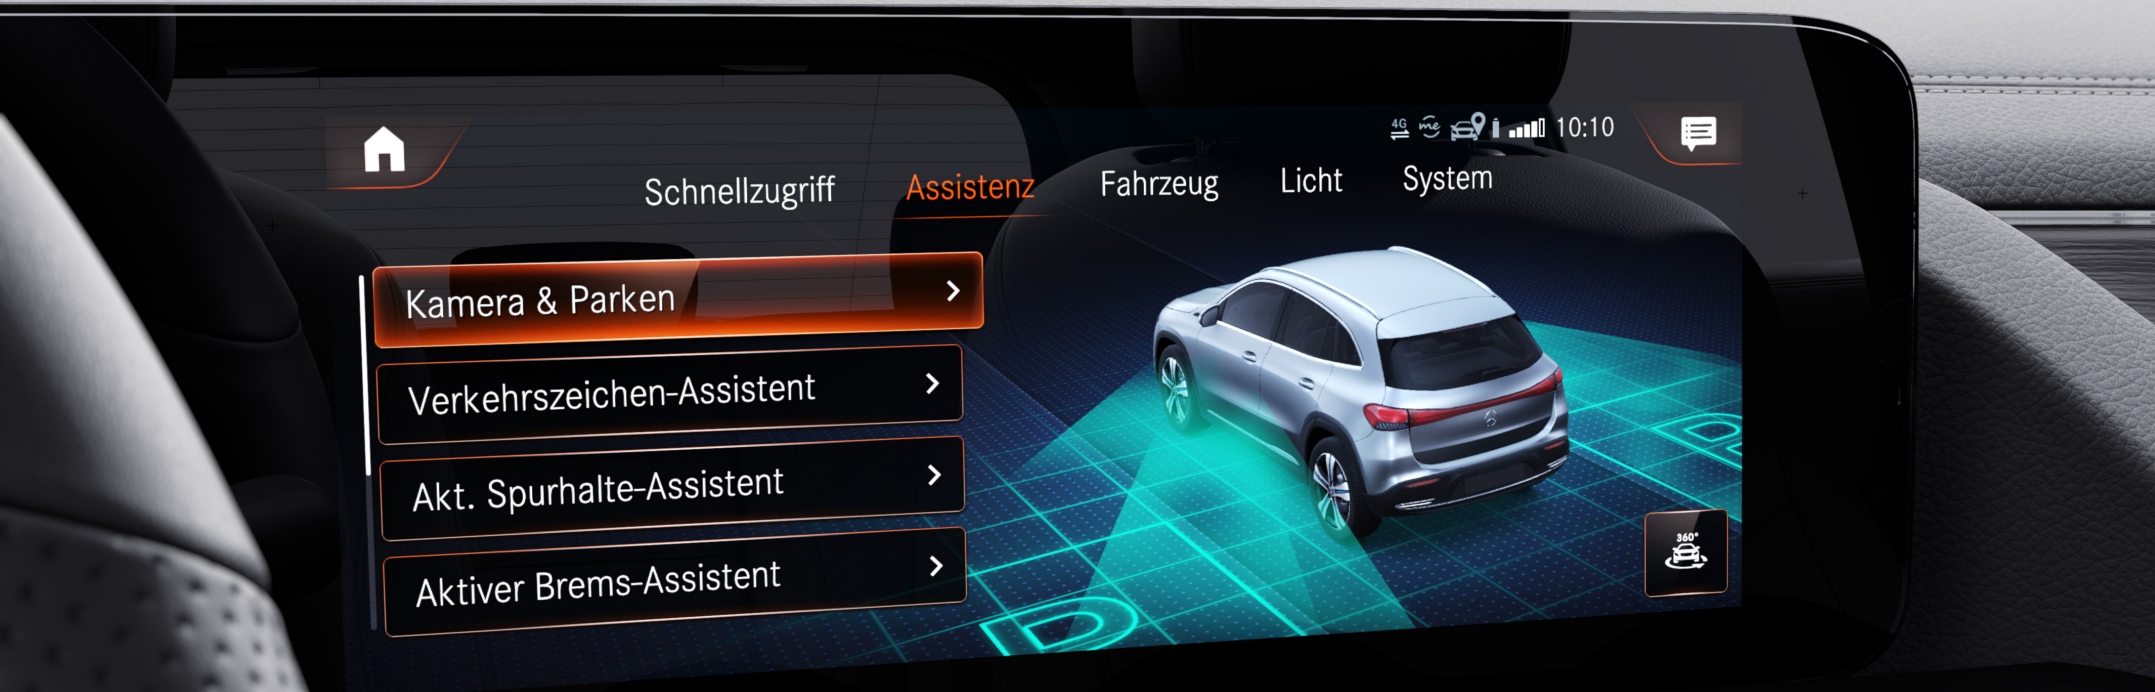 4G me 10:10
Schnellzugriff Assistenz Fahrzeug Licht System
Kamera & Parken
Verkehrszeichen-Assistent
Akt. Spurhalte-Assistent
Aktiver Brems-Assistent
P
P
360°